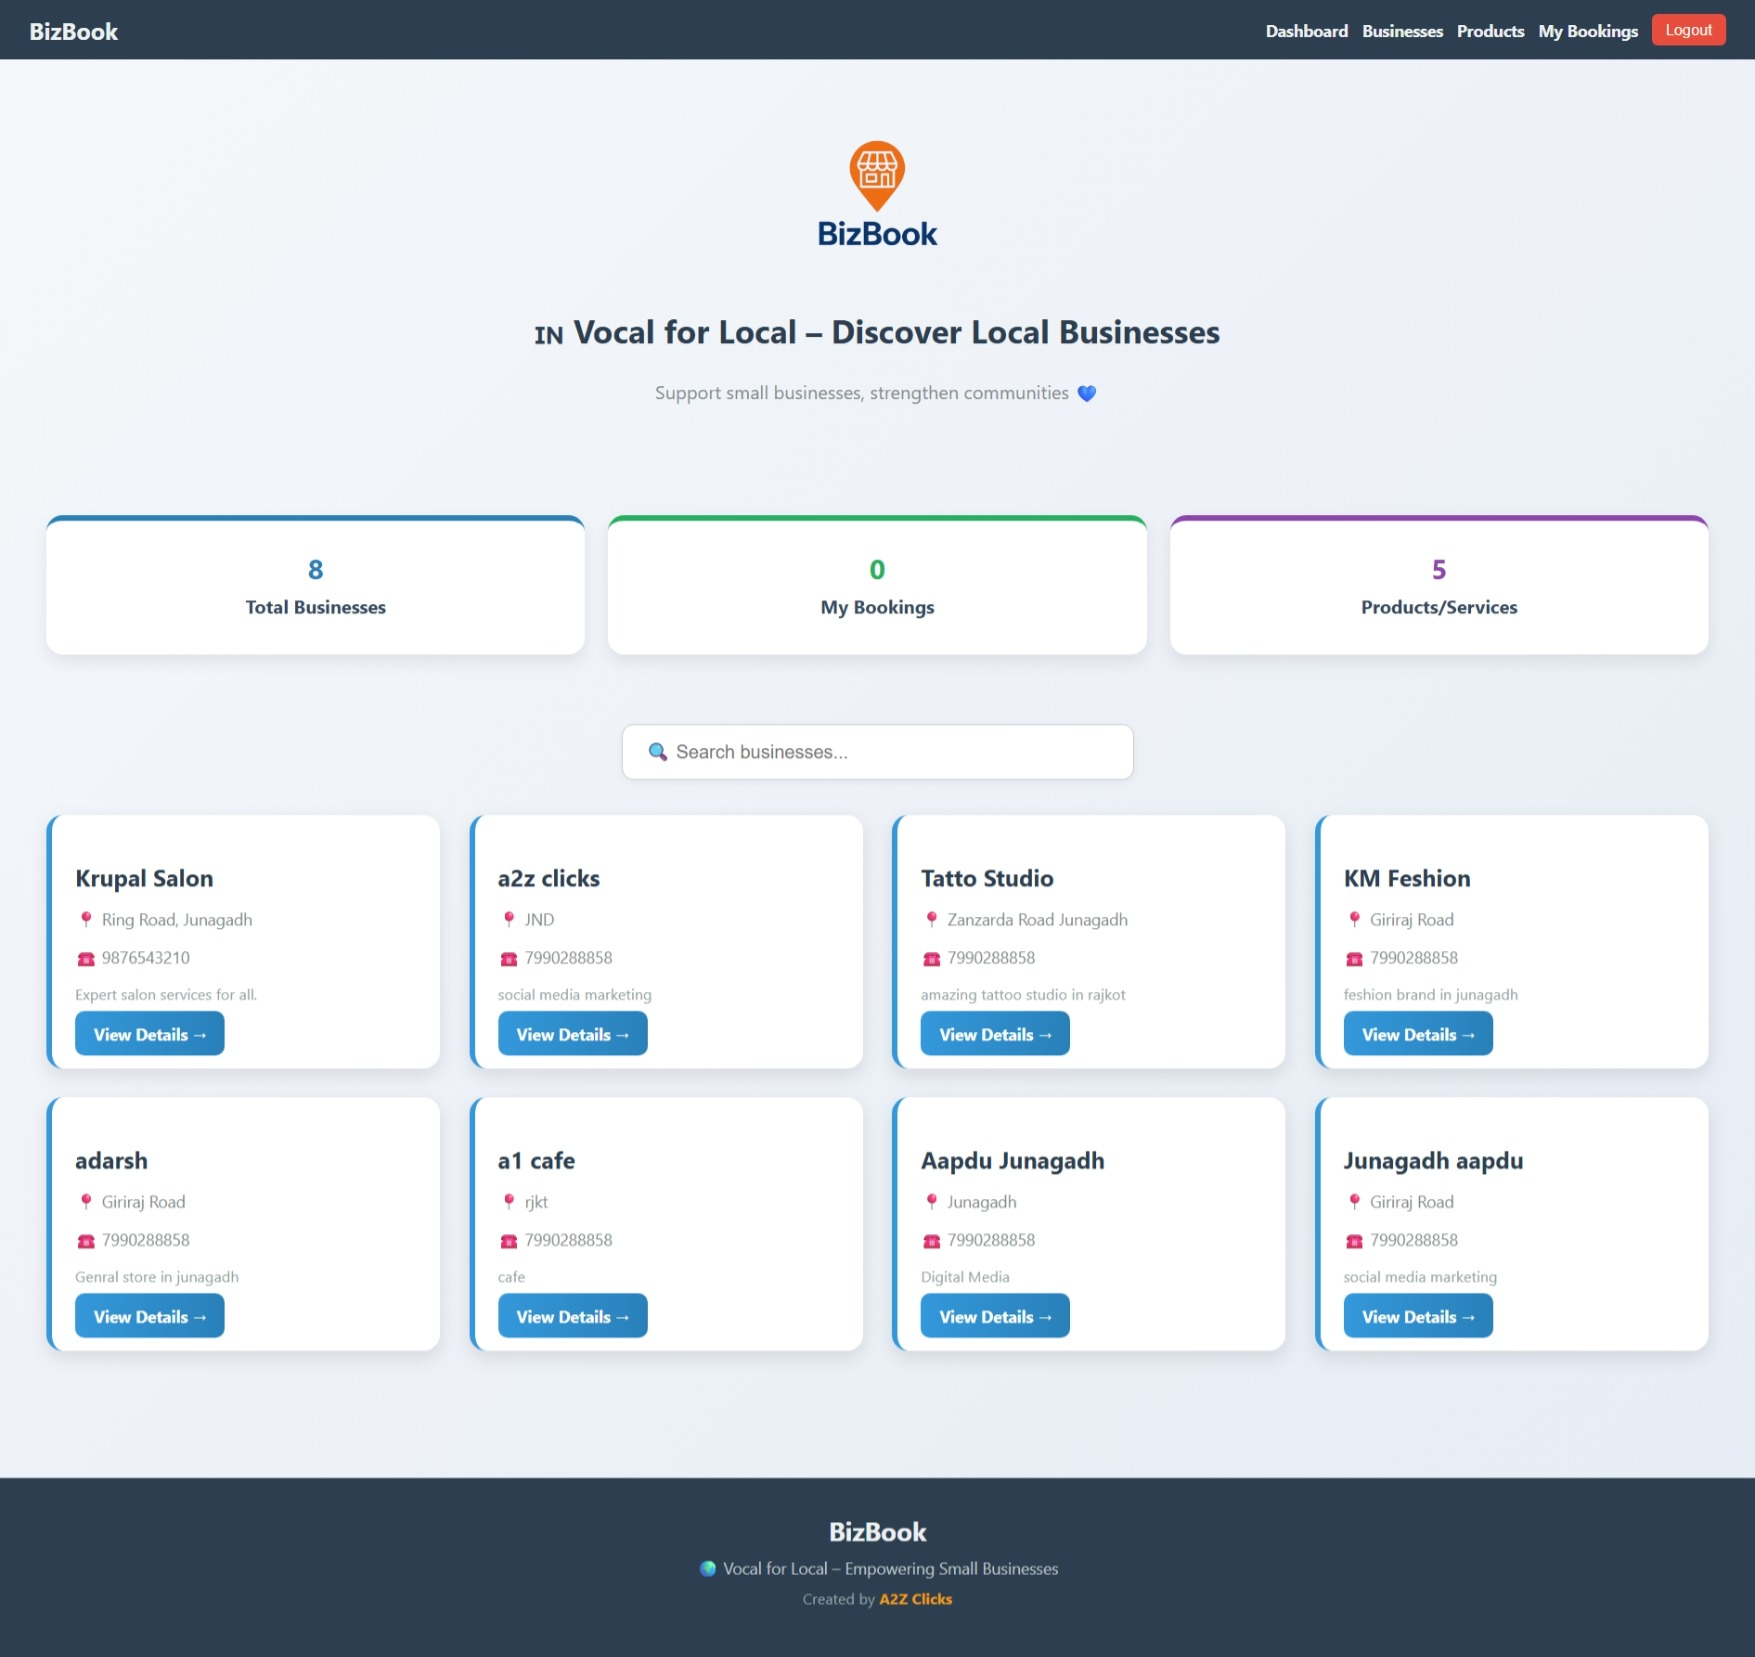 BizBook
Dashboard Businesses Products My Bookings Logout
BizBook
IN Vocal for Local – Discover Local Businesses
Support small businesses, strengthen communities 💙
8
Total Businesses
0
My Bookings
5
Products/Services
🔍 Search businesses...
Krupal Salon
📍 Ring Road, Junagadh
☎️ 9876543210
Expert salon services for all.
View Details →
a2z clicks
📍 JND
☎️ 7990288858
social media marketing
View Details →
Tatto Studio
📍 Zanzarda Road Junagadh
☎️ 7990288858
amazing tattoo studio in rajkot
View Details →
KM Feshion
📍 Giriraj Road
☎️ 7990288858
feshion brand in junagadh
View Details →
adarsh
📍 Giriraj Road
☎️ 7990288858
Genral store in junagadh
View Details →
a1 cafe
📍 rjkt
☎️ 7990288858
cafe
View Details →
Aapdu Junagadh
📍 Junagadh
☎️ 7990288858
Digital Media
View Details →
Junagadh aapdu
📍 Giriraj Road
☎️ 7990288858
social media marketing
View Details →
BizBook
🌍 Vocal for Local – Empowering Small Businesses
Created by A2Z Clicks